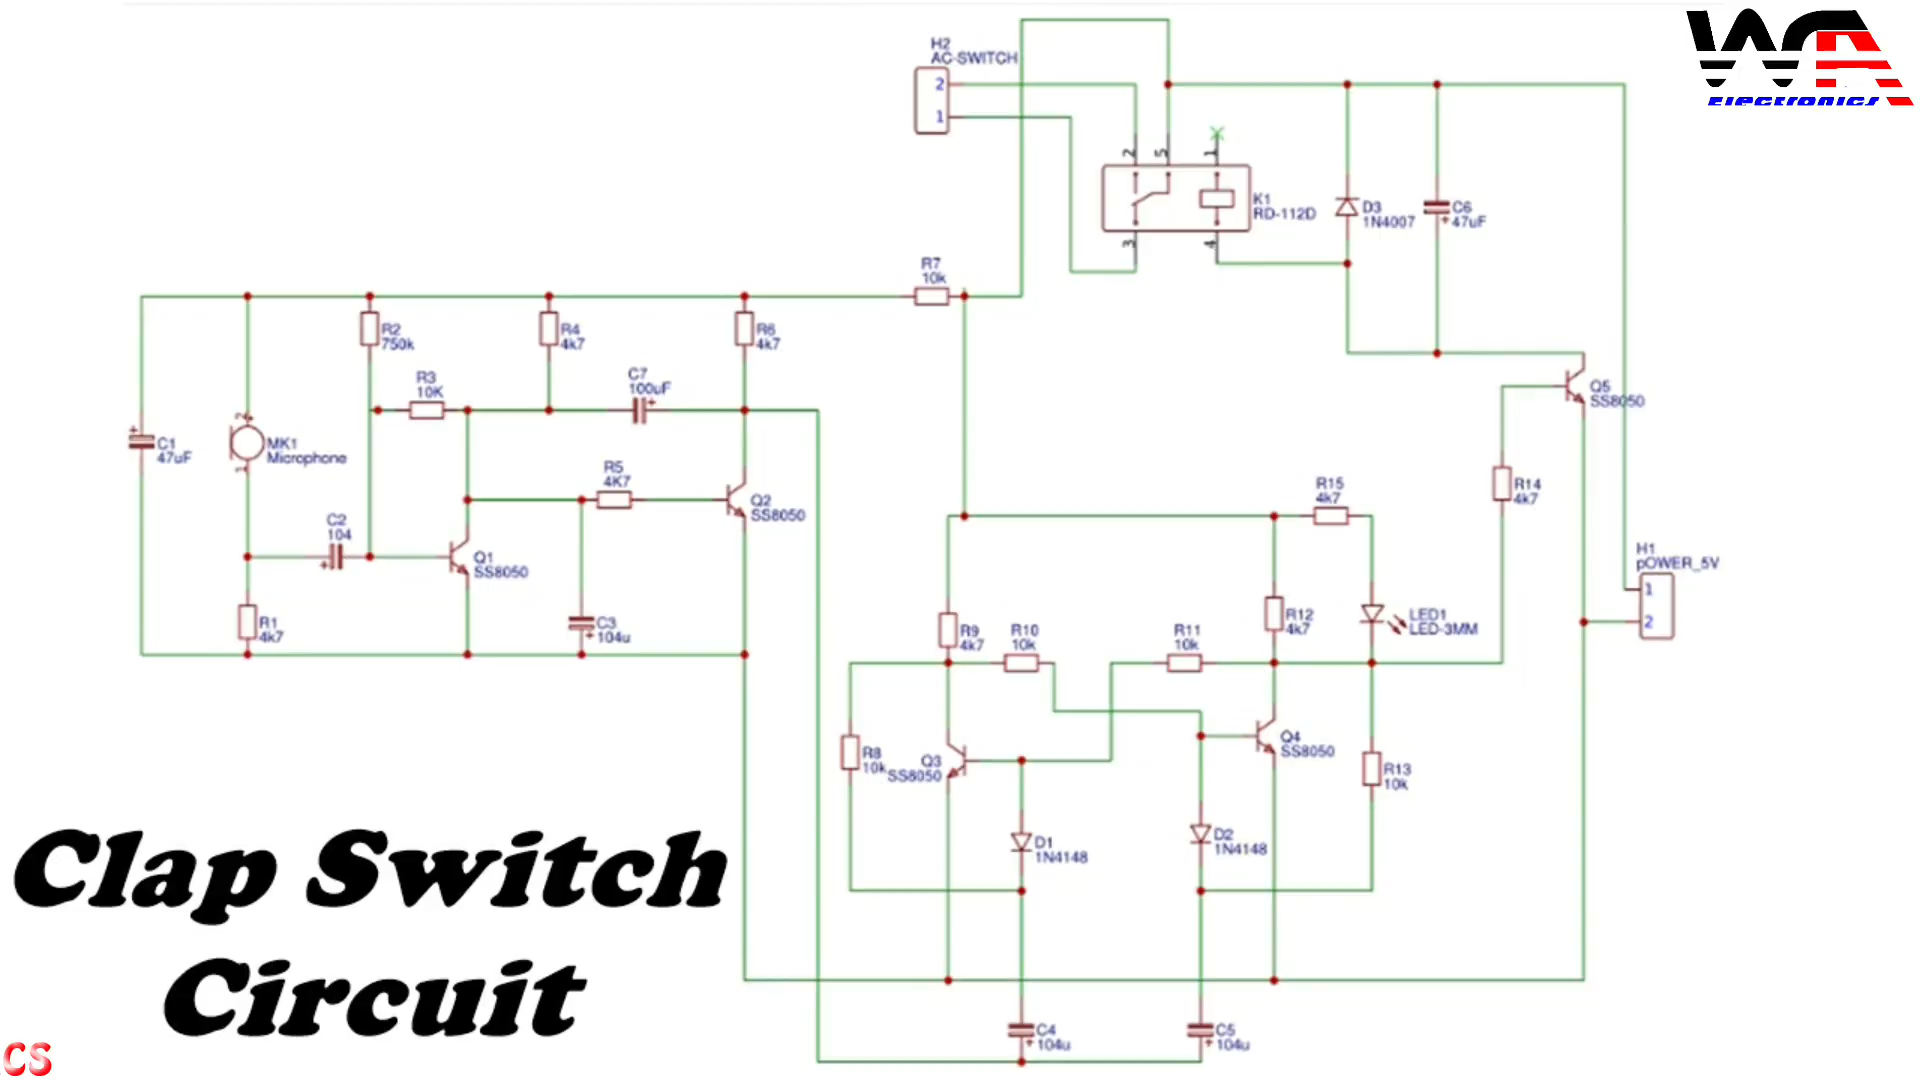 WA
Electronics
H2
AC-SWITCH
2
1
2
5
1
K1
RD-112D
3
4
D3
1N4007
C6
47uF
R7
10k
R2
750k
R4
4k7
R6
4k7
R3
10K
C7
100uF
Q5
SS8050
C1
47uF
2
MK1
Microphone
1
R5
4K7
Q2
SS8050
R15
4k7
R14
4k7
C2
104
Q1
SS8050
H1
pOWER_5V
1
2
R1
4k7
C3
104u
R9
4k7
R10
10k
R11
10k
R12
4k7
LED1
LED-3MM
R8
10k
Q3
SS8050
Q4
SS8050
R13
10k
D1
1N4148
D2
1N4148
Clap Switch
Circuit
C4
104u
C5
104u
CS